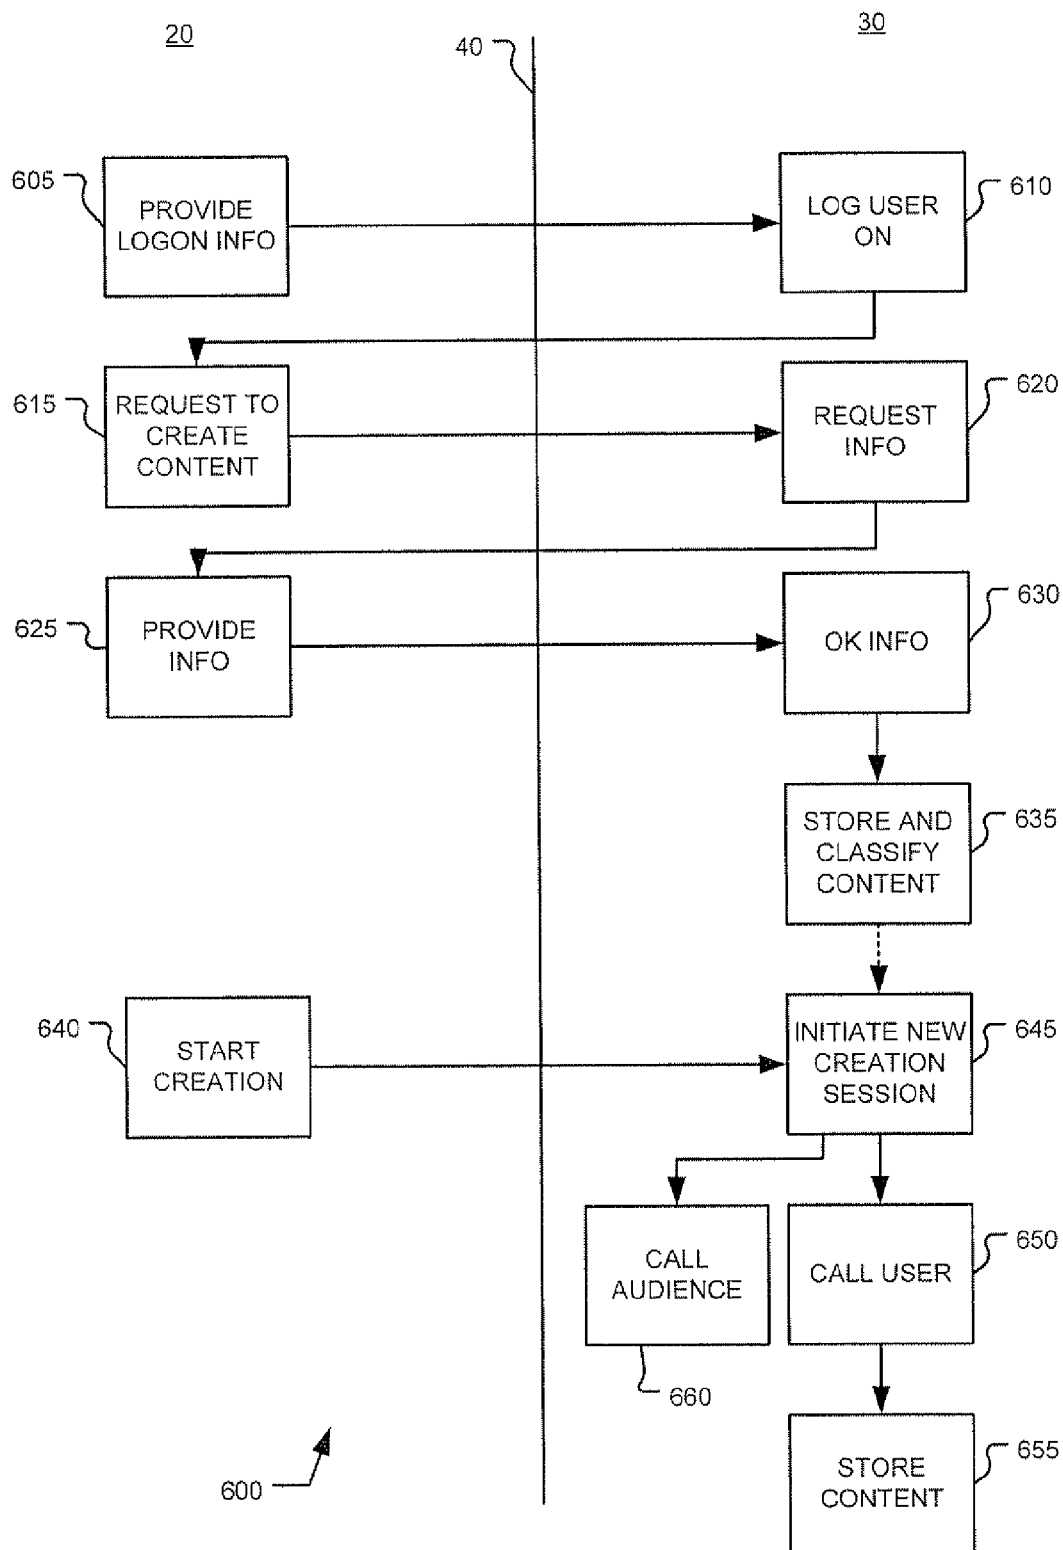 20
40
30
605
PROVIDE
LOGON INFO
LOG USER
ON
610
615
REQUEST TO
CREATE
CONTENT
REQUEST
INFO
620
625
PROVIDE
INFO
OK INFO
630
STORE AND
CLASSIFY
CONTENT
635
640
START
CREATION
INITIATE NEW
CREATION
SESSION
645
CALL
AUDIENCE
660
CALL USER
650
STORE
CONTENT
655
600